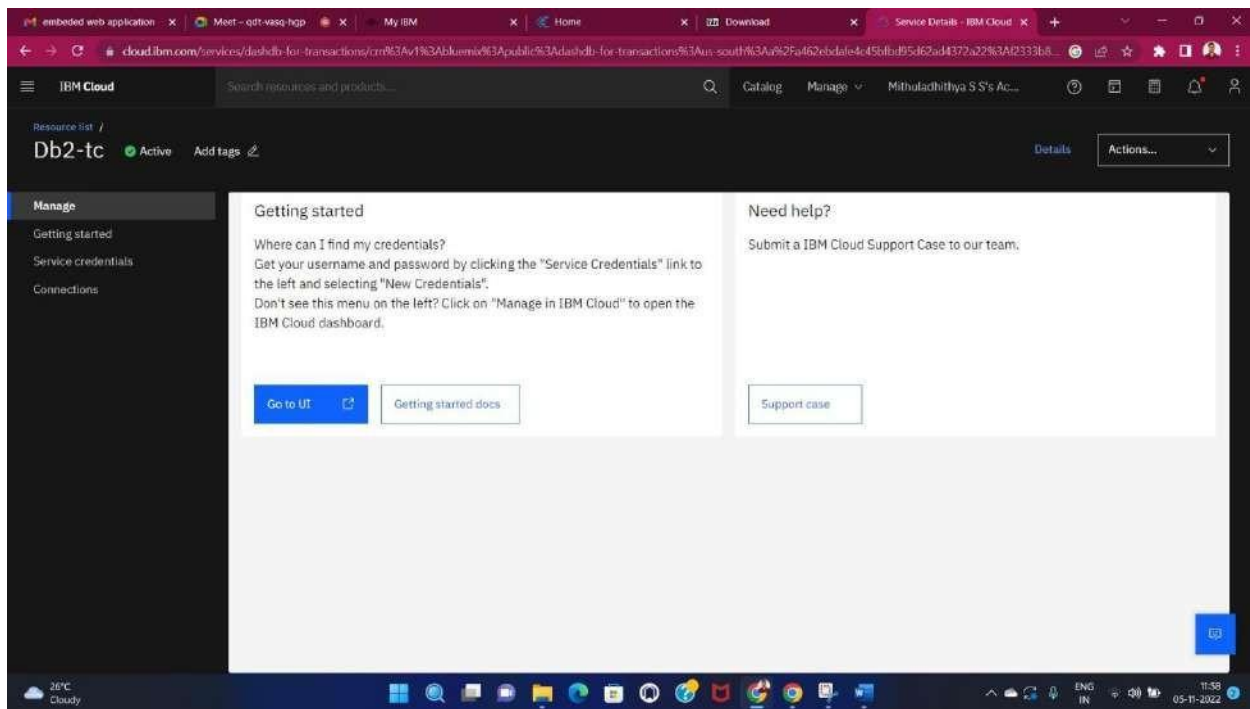 embeded web application
Meet – qdt-vasq-hgp
My IBM
Home
Download
Service Details - IBM Cloud
IBM Cloud
Search resources and products...
Catalog
Manage
Mithuladhithya S S's Ac...
Resource list /
Db2-tc
Active
Add tags
Details
Actions...
Manage
Getting started
Service credentials
Connections
Getting started
Where can I find my credentials?
Get your username and password by clicking the "Service Credentials" link to
the left and selecting "New Credentials".
Don't see this menu on the left? Click on "Manage in IBM Cloud" to open the
IBM Cloud dashboard.
Go to UI
Getting started docs
Need help?
Submit a IBM Cloud Support Case to our team.
Support case
26°C
Cloudy
ENG
IN
11:58
05-11-2022